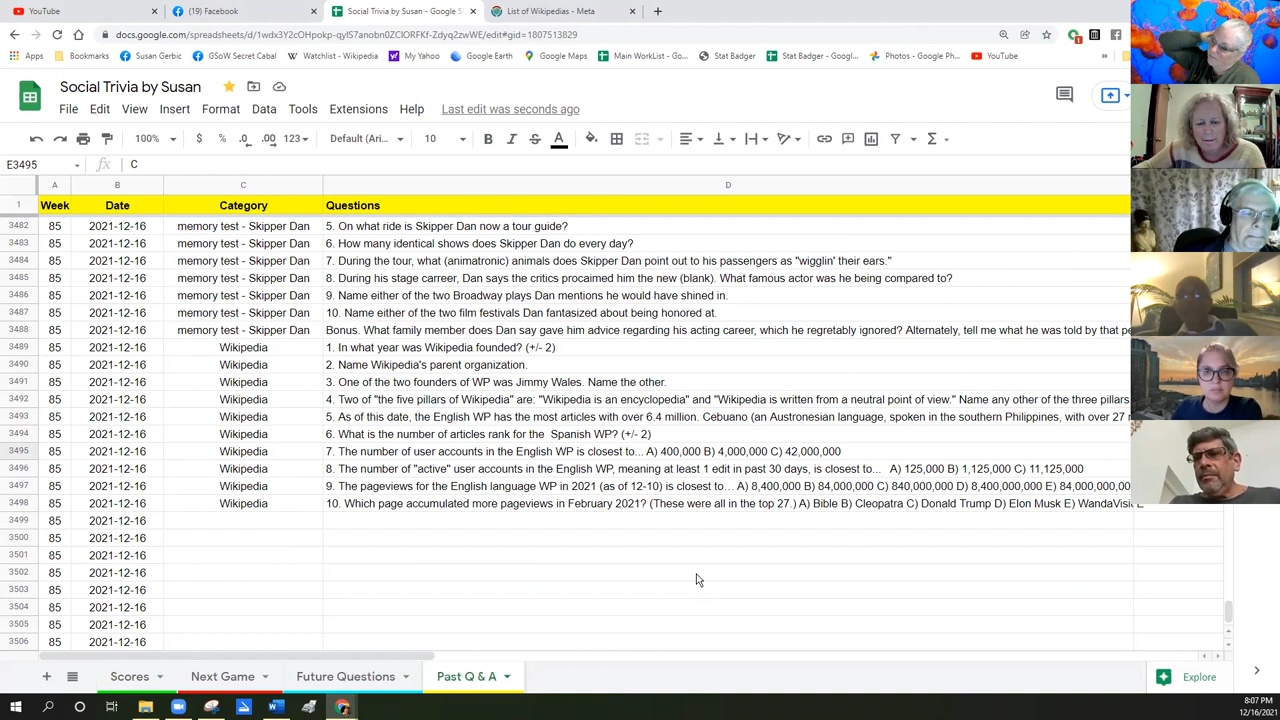 YouTube
(19) Facebook
Social Trivia by Susan - Google S
List of Wikipedias - Meta
docs.google.com/spreadsheets/d/1wdx3Y2cOHpokp-qyIS7anobn0ZCIORFKf-Zdyq2zwWE/edit#gid=1807513829
Apps
Bookmarks
Susan Gerbic
GSoW Secret Cabal
Watchlist - Wikipedia
My Yahoo
Google Earth
Google Maps
Main WorkList - Go...
Stat Badger
Stat Badger - Googl...
Photos - Google Ph...
YouTube
Social Trivia by Susan
File Edit View Insert Format Data Tools Extensions Help Last edit was seconds ago
100% $ % .0 .00 123 Default (Ari... 10 B I S A
E3495 fx C
A B C D
1 Week Date Category Questions
3482 85 2021-12-16 memory test - Skipper Dan 5. On what ride is Skipper Dan now a tour guide?
3483 85 2021-12-16 memory test - Skipper Dan 6. How many identical shows does Skipper Dan do every day?
3484 85 2021-12-16 memory test - Skipper Dan 7. During the tour, what (animatronic) animals does Skipper Dan point out to his passengers as "wigglin' their ears."
3485 85 2021-12-16 memory test - Skipper Dan 8. During his stage carreer, Dan says the critics procaimed him the new (blank). What famous actor was he being compared to?
3486 85 2021-12-16 memory test - Skipper Dan 9. Name either of the two Broadway plays Dan mentions he would have shined in.
3487 85 2021-12-16 memory test - Skipper Dan 10. Name either of the two film festivals Dan fantasized about being honored at.
3488 85 2021-12-16 memory test - Skipper Dan Bonus. What family member does Dan say gave him advice regarding his acting career, which he regretably ignored? Alternately, tell me what he was told by that pe
3489 85 2021-12-16 Wikipedia 1. In what year was Wikipedia founded? (+/- 2)
3490 85 2021-12-16 Wikipedia 2. Name Wikipedia's parent organization.
3491 85 2021-12-16 Wikipedia 3. One of the two founders of WP was Jimmy Wales. Name the other.
3492 85 2021-12-16 Wikipedia 4. Two of "the five pillars of Wikipedia" are: "Wikipedia is an encyclopedia" and "Wikipedia is written from a neutral point of view." Name any other of the three pillars
3493 85 2021-12-16 Wikipedia 5. As of this date, the English WP has the most articles with over 6.4 million. Cebuano (an Austronesian language, spoken in the southern Philippines, with over 27
3494 85 2021-12-16 Wikipedia 6. What is the number of articles rank for the Spanish WP? (+/- 2)
3495 85 2021-12-16 Wikipedia 7. The number of user accounts in the English WP is closest to... A) 400,000 B) 4,000,000 C) 42,000,000
3496 85 2021-12-16 Wikipedia 8. The number of "active" user accounts in the English WP, meaning at least 1 edit in past 30 days, is closest to... A) 125,000 B) 1,125,000 C) 11,125,000
3497 85 2021-12-16 Wikipedia 9. The pageviews for the English language WP in 2021 (as of 12-10) is closest to... A) 8,400,000 B) 84,000,000 C) 840,000,000 D) 8,400,000,000 E) 84,000,000,00
3498 85 2021-12-16 Wikipedia 10. Which page accumulated more pageviews in February 2021? (These were all in the top 27.) A) Bible B) Cleopatra C) Donald Trump D) Elon Musk E) WandaVisi
3499 85 2021-12-16
3500 85 2021-12-16
3501 85 2021-12-16
3502 85 2021-12-16
3503 85 2021-12-16
3504 85 2021-12-16
3505 85 2021-12-16
3506 85 2021-12-16
Scores Next Game Future Questions Past Q & A Explore
8:07 PM
12/16/2021